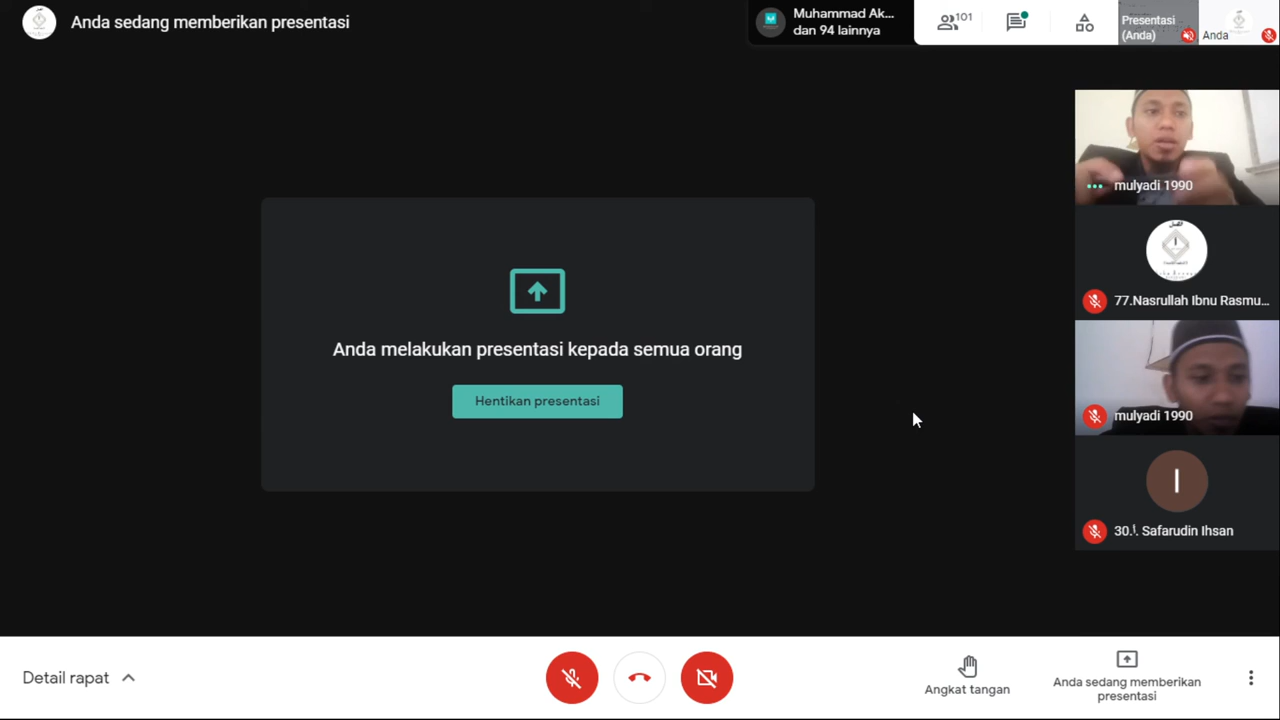 Anda sedang memberikan presentasi
Muhammad Ak...
dan 94 lainnya
101
Presentasi
(Anda)
Anda
mulyadi 1990
77.Nasrullah Ibnu Rasmu...
mulyadi 1990
I
30.أ. Safarudin Ihsan
Anda melakukan presentasi kepada semua orang
Hentikan presentasi
Detail rapat
Angkat tangan
Anda sedang memberikan
presentasi